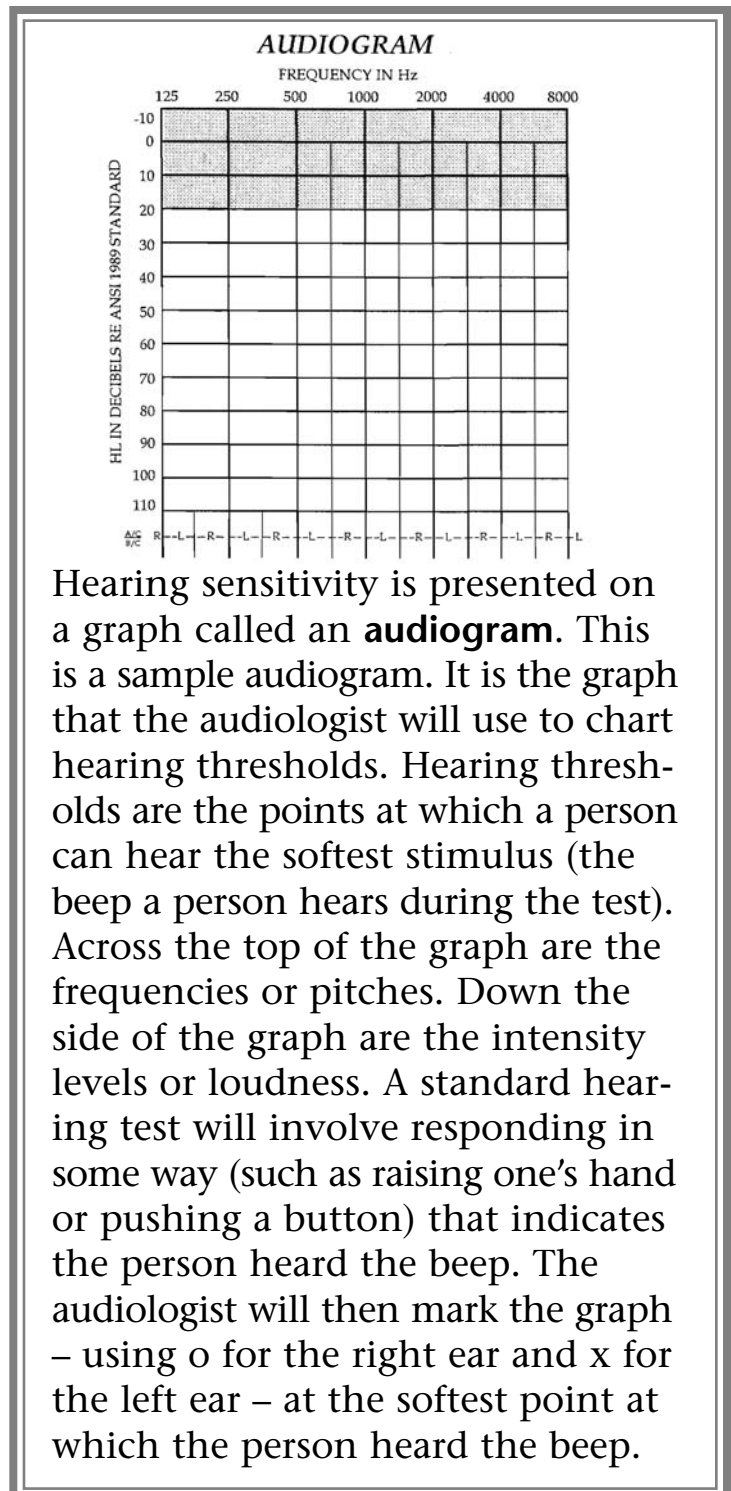 AUDIOGRAM
FREQUENCY IN Hz
125 250 500 1000 2000 4000 8000
HL IN DECIBELS RE ANSI 1989 STANDARD
-10
0
10
20
30
40
50
60
70
80
90
100
110
A/C
B/C
R--L--R---L--R---L---R---L---R--L---R---L--R--L
Hearing sensitivity is presented on
a graph called an audiogram. This
is a sample audiogram. It is the graph
that the audiologist will use to chart
hearing thresholds. Hearing thresh-
olds are the points at which a person
can hear the softest stimulus (the
beep a person hears during the test).
Across the top of the graph are the
frequencies or pitches. Down the
side of the graph are the intensity
levels or loudness. A standard hear-
ing test will involve responding in
some way (such as raising one's hand
or pushing a button) that indicates
the person heard the beep. The
audiologist will then mark the graph
– using o for the right ear and x for
the left ear – at the softest point at
which the person heard the beep.